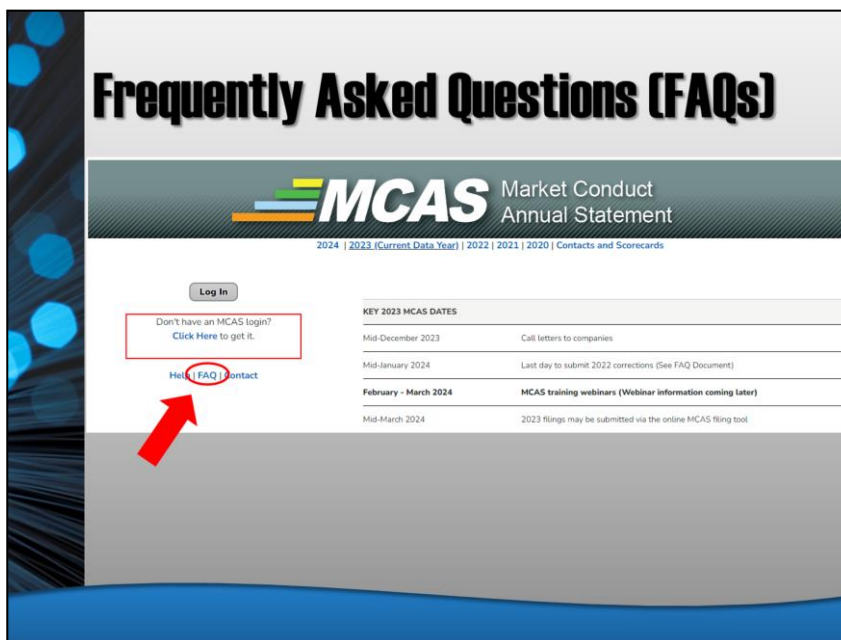 Frequently Asked Questions (FAQs)
MCAS Market Conduct
Annual Statement
2024 | 2023 (Current Data Year) | 2022 | 2021 | 2020 | Contacts and Scorecards
Log In
Don't have an MCAS login?
Click Here to get it.
Help | FAQ | Contact
KEY 2023 MCAS DATES
Mid-December 2023 Call letters to companies
Mid-January 2024 Last day to submit 2022 corrections (See FAQ Document)
February - March 2024 MCAS training webinars (Webinar information coming later)
Mid-March 2024 2023 filings may be submitted via the online MCAS filing tool